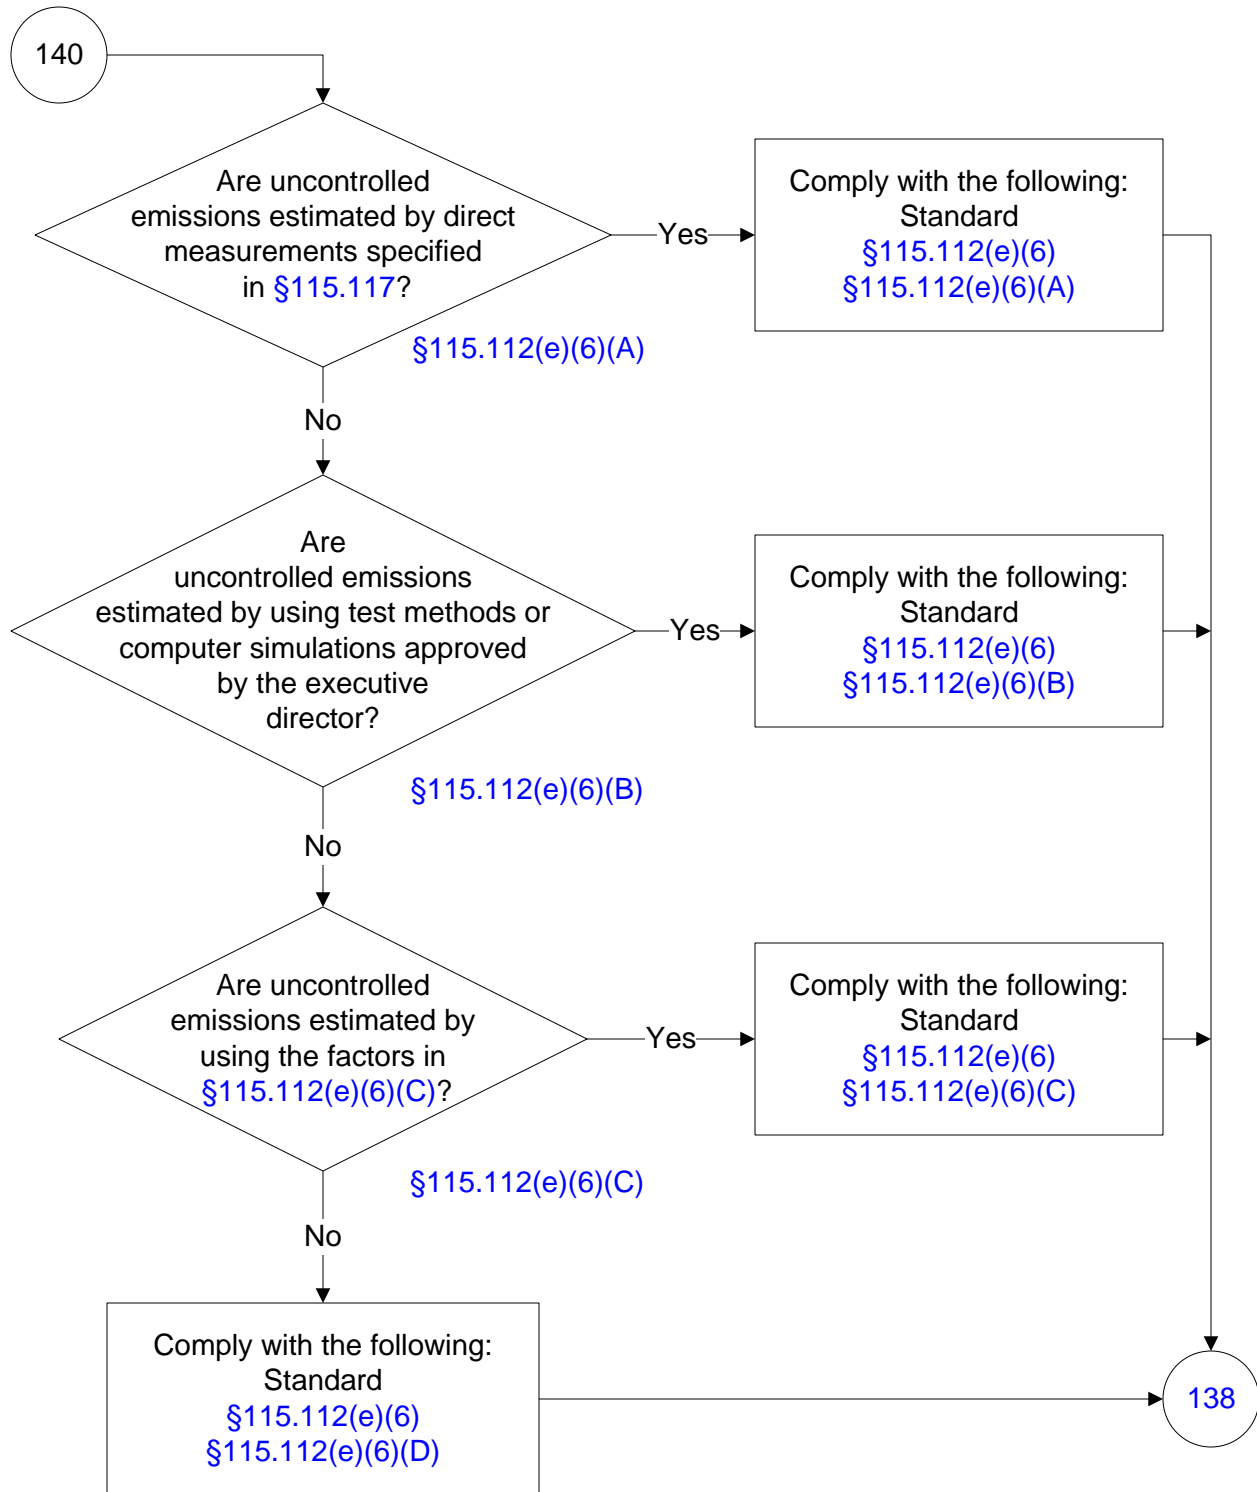 140
Are uncontrolled
emissions estimated by direct
measurements specified
in §115.117?
Yes
Comply with the following:
Standard
§115.112(e)(6)
§115.112(e)(6)(A)
§115.112(e)(6)(A)
No
Are
uncontrolled emissions
estimated by using test methods or
computer simulations approved
by the executive
director?
Yes
Comply with the following:
Standard
§115.112(e)(6)
§115.112(e)(6)(B)
§115.112(e)(6)(B)
No
Are uncontrolled
emissions estimated by
using the factors in
§115.112(e)(6)(C)?
Yes
Comply with the following:
Standard
§115.112(e)(6)
§115.112(e)(6)(C)
§115.112(e)(6)(C)
No
Comply with the following:
Standard
§115.112(e)(6)
§115.112(e)(6)(D)
138